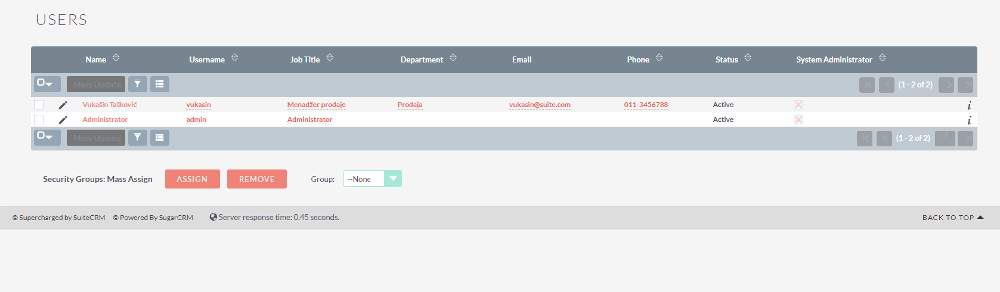 USERS
Name Username Job Title Department Email Phone Status System Administrator
Mass Update (1 - 2 of 2)
Vukašin Tašković vukasin Menadžer prodaje Prodaja vukasin@suite.com 011-3456788 Active
Administrator admin Administrator Active
Mass Update (1 - 2 of 2)
Security Groups: Mass Assign ASSIGN REMOVE Group: --None
© Supercharged by SuiteCRM © Powered By SugarCRM Server response time: 0.45 seconds. BACK TO TOP